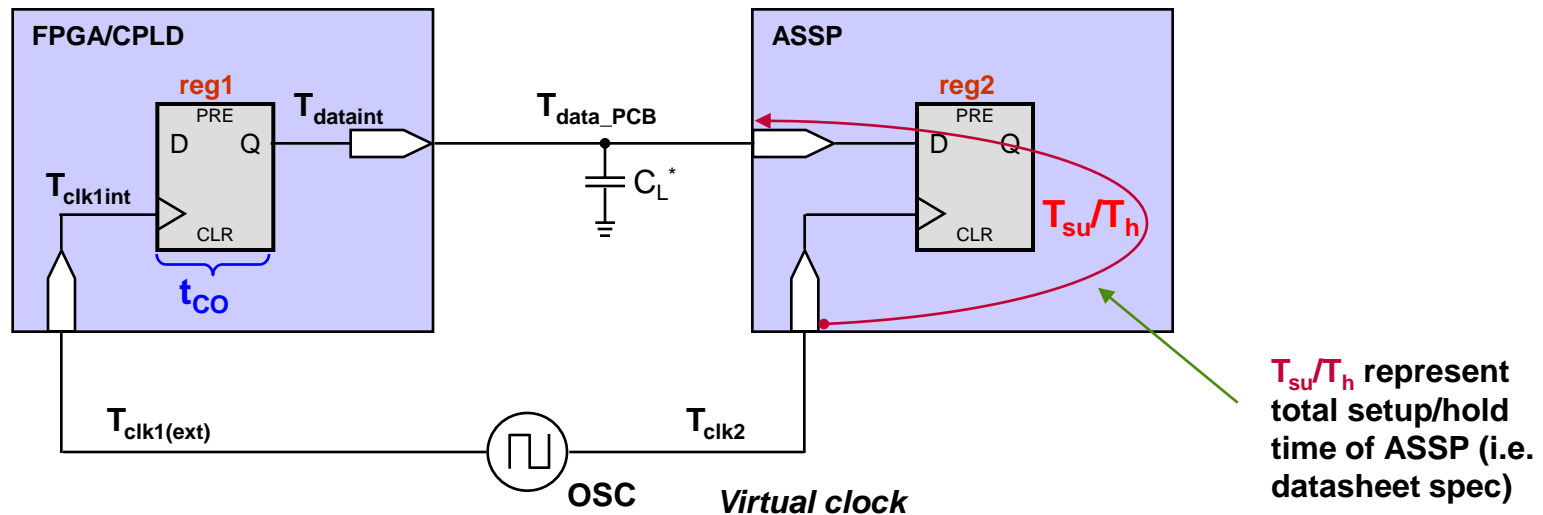 FPGA/CPLD
reg1
PRE
D Q
CLR
tCO
Tclk1int
Tdataint
Tdata_PCB
CL*
ASSP
reg2
PRE
D Q
CLR
Tsu/Th
Tclk1(ext)
OSC
Tclk2
Virtual clock
Tsu/Th represent
total setup/hold
time of ASSP (i.e.
datasheet spec)